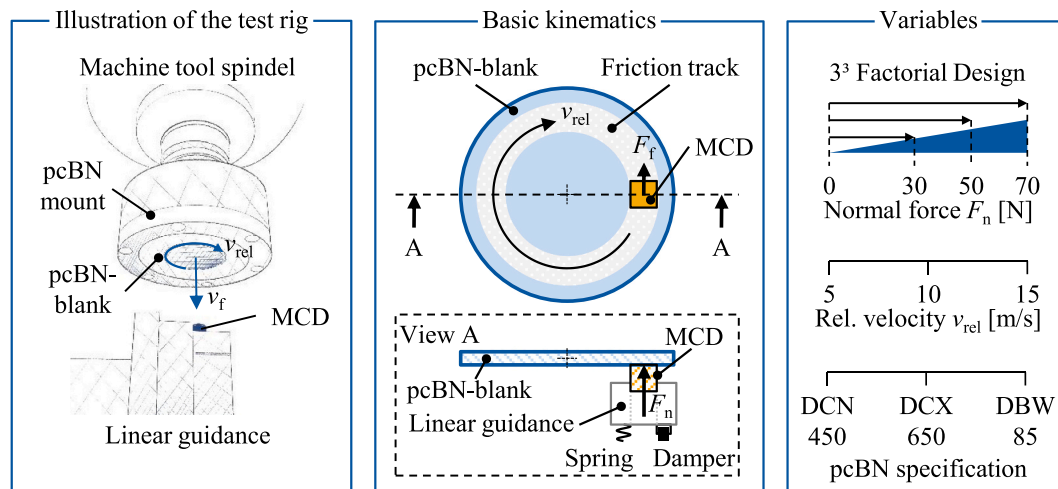 Illustration of the test rig
Machine tool spindel
pcBN
mount
v_rel
pcBN-
blank
v_f
MCD
Linear guidance
Basic kinematics
pcBN-blank
Friction track
v_rel
F_f
MCD
A
A
View A
MCD
pcBN-blank
Linear guidance
F_n
Spring
Damper
Variables
3³ Factorial Design
0 30 50 70
Normal force F_n [N]
5 10 15
Rel. velocity v_rel [m/s]
DCN DCX DBW
450 650 85
pcBN specification